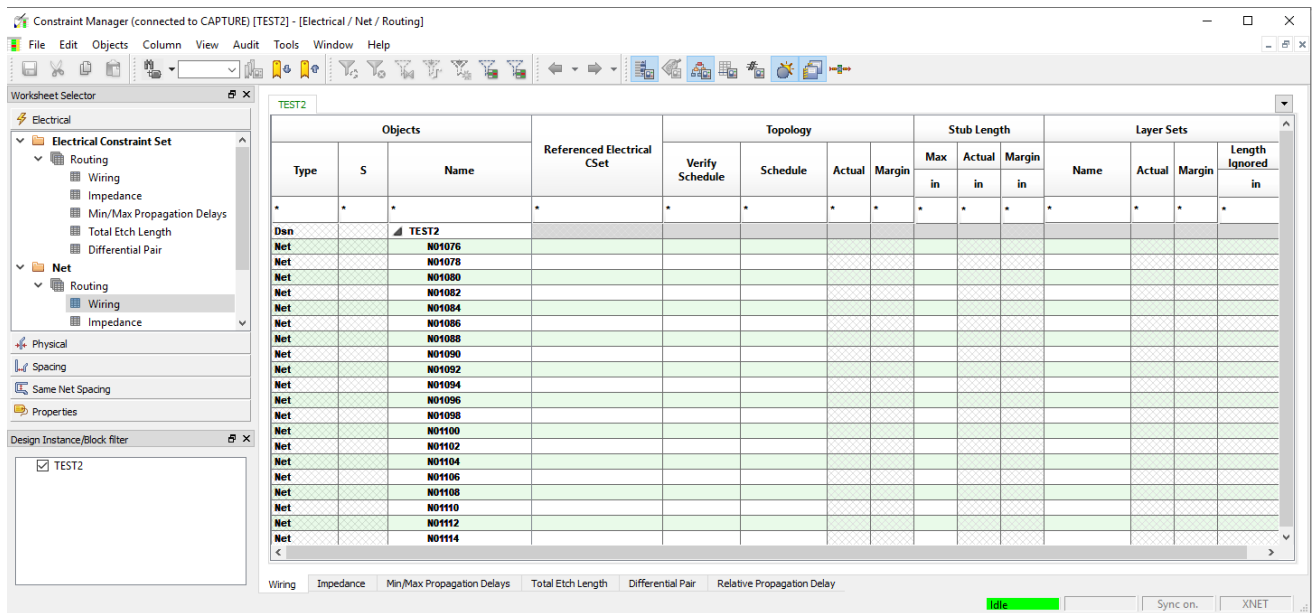 Constraint Manager (connected to CAPTURE) [TEST2] - [Electrical / Net / Routing]
File Edit Objects Column View Audit Tools Window Help
Worksheet Selector
Electrical
Electrical Constraint Set
Routing
Wiring
Impedance
Min/Max Propagation Delays
Total Etch Length
Differential Pair
Net
Routing
Wiring
Impedance
Physical
Spacing
Same Net Spacing
Properties
Design Instance/Block filter
TEST2
TEST2
Objects Referenced Electrical CSet Topology Stub Length Layer Sets
Type S Name Verify Schedule Schedule Actual Margin Max Actual Margin Name Actual Margin Length Ignored
in in in in
* * * * * * * * * * * * * * *
Dsn TEST2
Net N01076
Net N01078
Net N01080
Net N01082
Net N01084
Net N01086
Net N01088
Net N01090
Net N01092
Net N01094
Net N01096
Net N01098
Net N01100
Net N01102
Net N01104
Net N01106
Net N01108
Net N01110
Net N01112
Net N01114
Wiring Impedance Min/Max Propagation Delays Total Etch Length Differential Pair Relative Propagation Delay
Idle Sync on. XNET